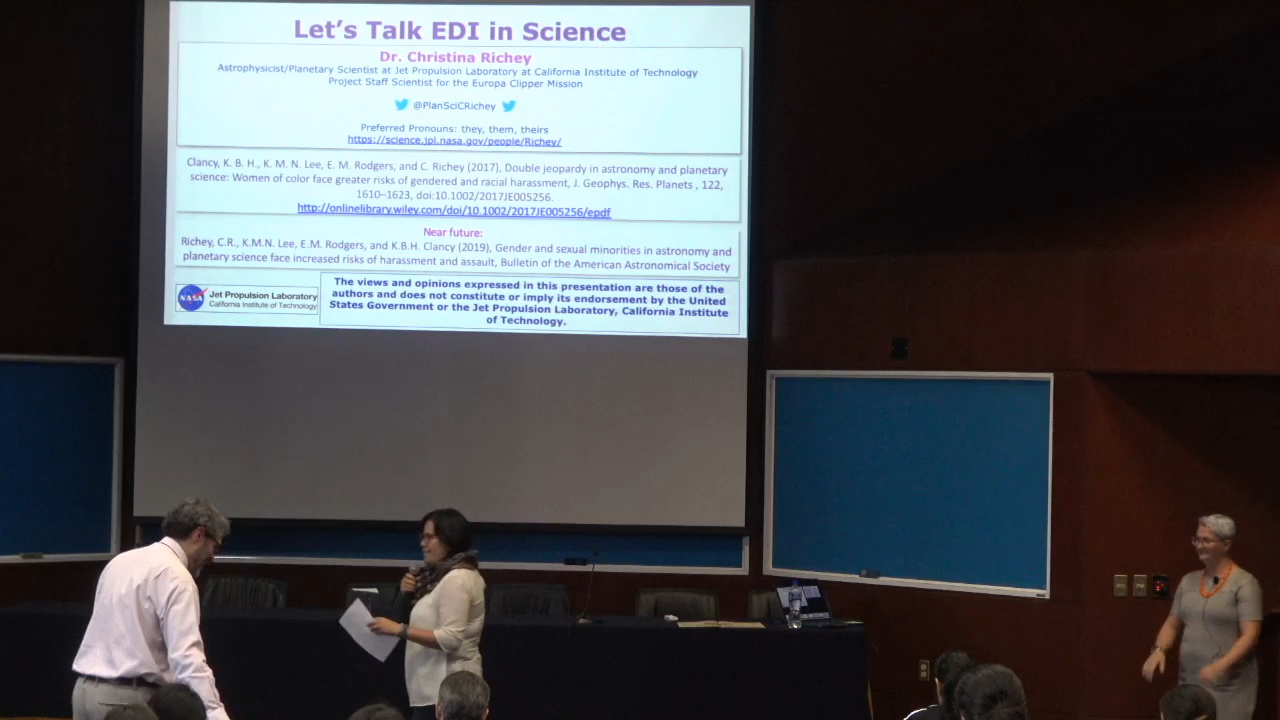 Let's Talk EDI in Science
Dr. Christina Richey
Astrophysicist/Planetary Scientist at Jet Propulsion Laboratory at California Institute of Technology
Project Staff Scientist for the Europa Clipper Mission
@PlanSciCRichey
Preferred Pronouns: they, them, theirs
https://science.jpl.nasa.gov/people/Richey/
Clancy, K. B. H., K. M. N. Lee, E. M. Rodgers, and C. Richey (2017), Double jeopardy in astronomy and planetary
science: Women of color face greater risks of gendered and racial harassment, J. Geophys. Res. Planets , 122,
1610–1623, doi:10.1002/2017JE005256.
http://onlinelibrary.wiley.com/doi/10.1002/2017JE005256/epdf
Near future:
Richey, C.R., K.M.N. Lee, E.M. Rodgers, and K.B.H. Clancy (2019), Gender and sexual minorities in astronomy and
planetary science face increased risks of harassment and assault, Bulletin of the American Astronomical Society
NASA
Jet Propulsion Laboratory
California Institute of Technology
The views and opinions expressed in this presentation are those of the
authors and does not constitute or imply its endorsement by the United
States Government or the Jet Propulsion Laboratory, California Institute
of Technology.